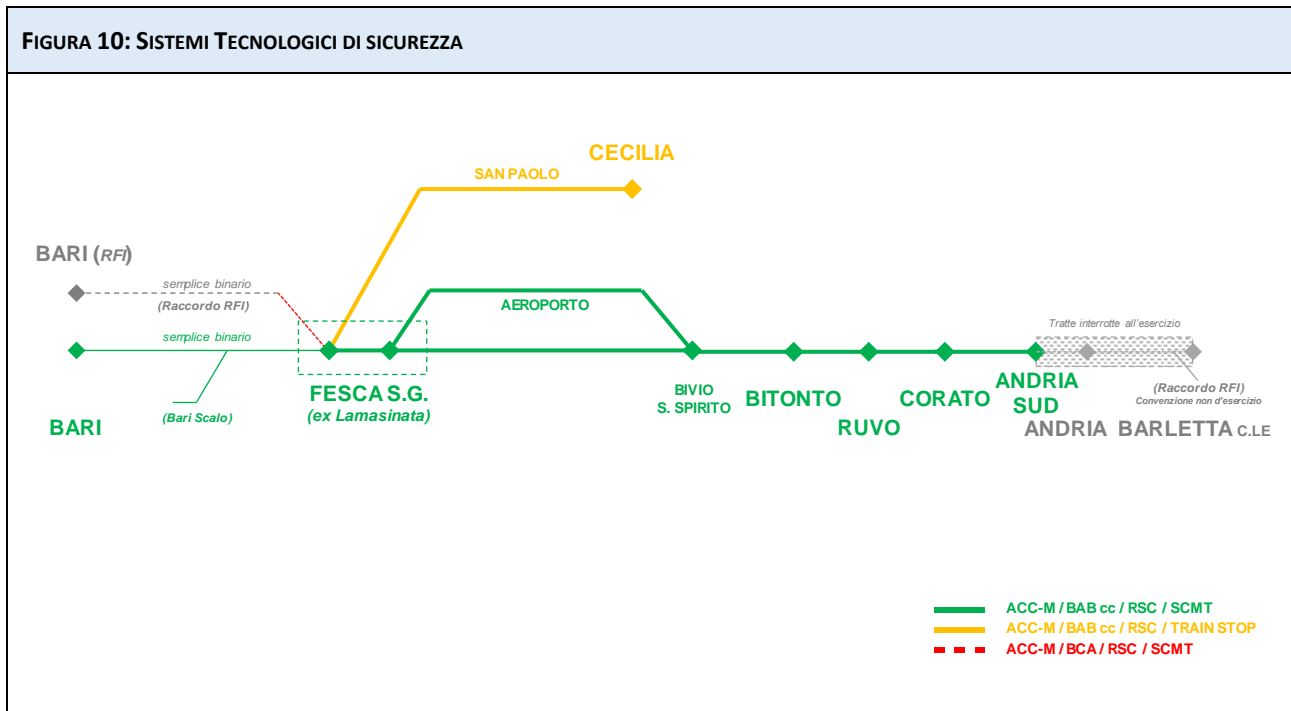 FIGURA 10: SISTEMI TECNOLOGICI DI SICUREZZA
CECILIA
SAN PAOLO
BARI (RFI)
semplice binario
(Raccordo RFI)
AEROPORTO
semplice binario
Tratte interrotte all'esercizio
(Bari Scalo)
BARI
FESCA S.G.
(ex Lamasinata)
BIVIO
S. SPIRITO
BITONTO
RUVO
CORATO
ANDRIA
SUD
(Raccordo RFI)
Convenzione non d'esercizio
ANDRIA
BARLETTA C.LE
ACC-M / BAB cc / RSC / SCMT
ACC-M / BAB cc / RSC / TRAIN STOP
ACC-M / BCA / RSC / SCMT